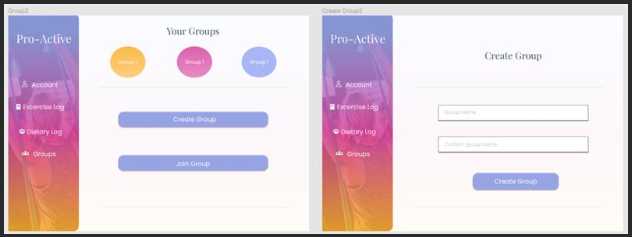 Group2
Pro-Active
Account
Excercise Log
Dietary Log
Groups
Your Groups
Group 1
Group 1
Group 1
Create Group
Join Group
Create Group2
Pro-Active
Account
Excercise Log
Dietary Log
Groups
Create Group
Group name
Confirm group name
Create Group